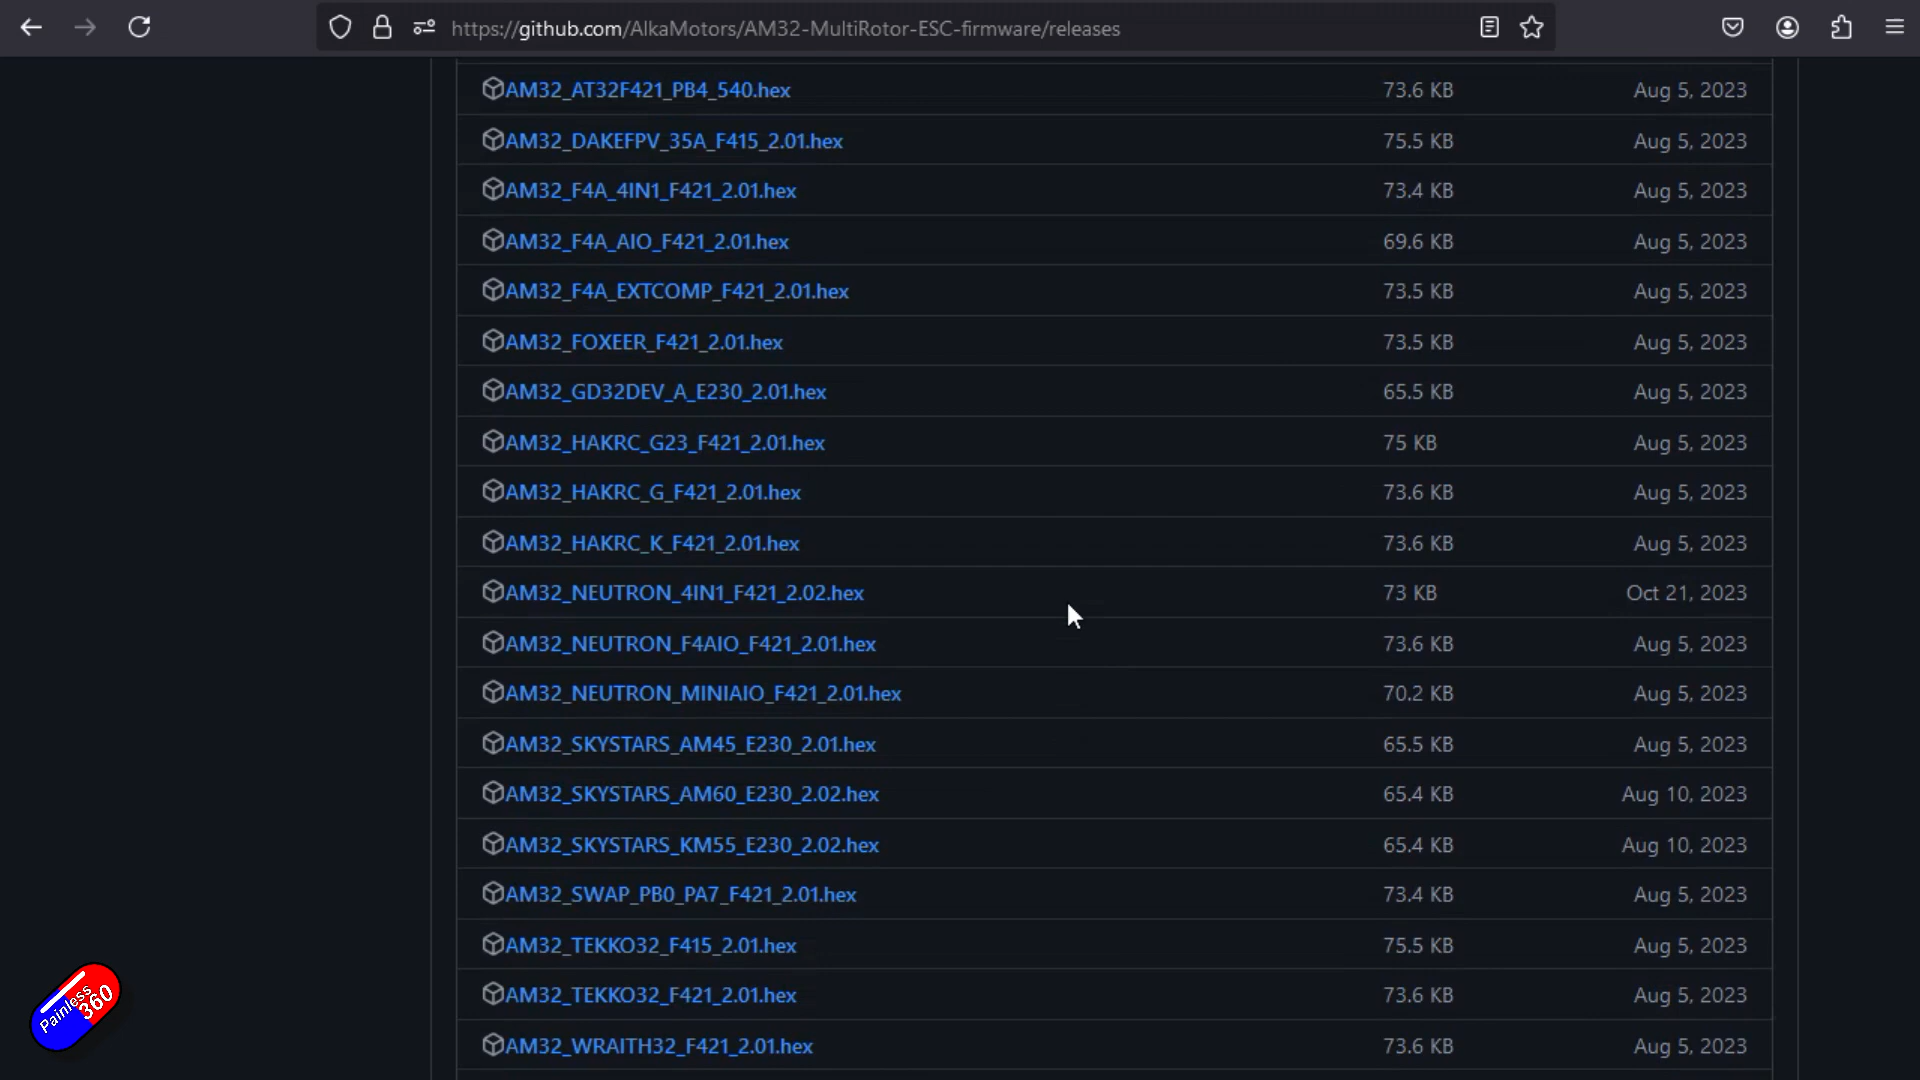 https://github.com/AlkaMotors/AM32-MultiRotor-ESC-firmware/releases
AM32_AT32F421_PB4_540.hex 73.6 KB Aug 5, 2023
AM32_DAKEFPV_35A_F415_2.01.hex 75.5 KB Aug 5, 2023
AM32_F4A_4IN1_F421_2.01.hex 73.4 KB Aug 5, 2023
AM32_F4A_AIO_F421_2.01.hex 69.6 KB Aug 5, 2023
AM32_F4A_EXTCOMP_F421_2.01.hex 73.5 KB Aug 5, 2023
AM32_FOXEER_F421_2.01.hex 73.5 KB Aug 5, 2023
AM32_GD32DEV_A_E230_2.01.hex 65.5 KB Aug 5, 2023
AM32_HAKRC_G23_F421_2.01.hex 75 KB Aug 5, 2023
AM32_HAKRC_G_F421_2.01.hex 73.6 KB Aug 5, 2023
AM32_HAKRC_K_F421_2.01.hex 73.6 KB Aug 5, 2023
AM32_NEUTRON_4IN1_F421_2.02.hex 73 KB Oct 21, 2023
AM32_NEUTRON_F4AIO_F421_2.01.hex 73.6 KB Aug 5, 2023
AM32_NEUTRON_MINIAIO_F421_2.01.hex 70.2 KB Aug 5, 2023
AM32_SKYSTARS_AM45_E230_2.01.hex 65.5 KB Aug 5, 2023
AM32_SKYSTARS_AM60_E230_2.02.hex 65.4 KB Aug 10, 2023
AM32_SKYSTARS_KM55_E230_2.02.hex 65.4 KB Aug 10, 2023
AM32_SWAP_PB0_PA7_F421_2.01.hex 73.4 KB Aug 5, 2023
AM32_TEKKO32_F415_2.01.hex 75.5 KB Aug 5, 2023
AM32_TEKKO32_F421_2.01.hex 73.6 KB Aug 5, 2023
AM32_WRAITH32_F421_2.01.hex 73.6 KB Aug 5, 2023
Painless
360